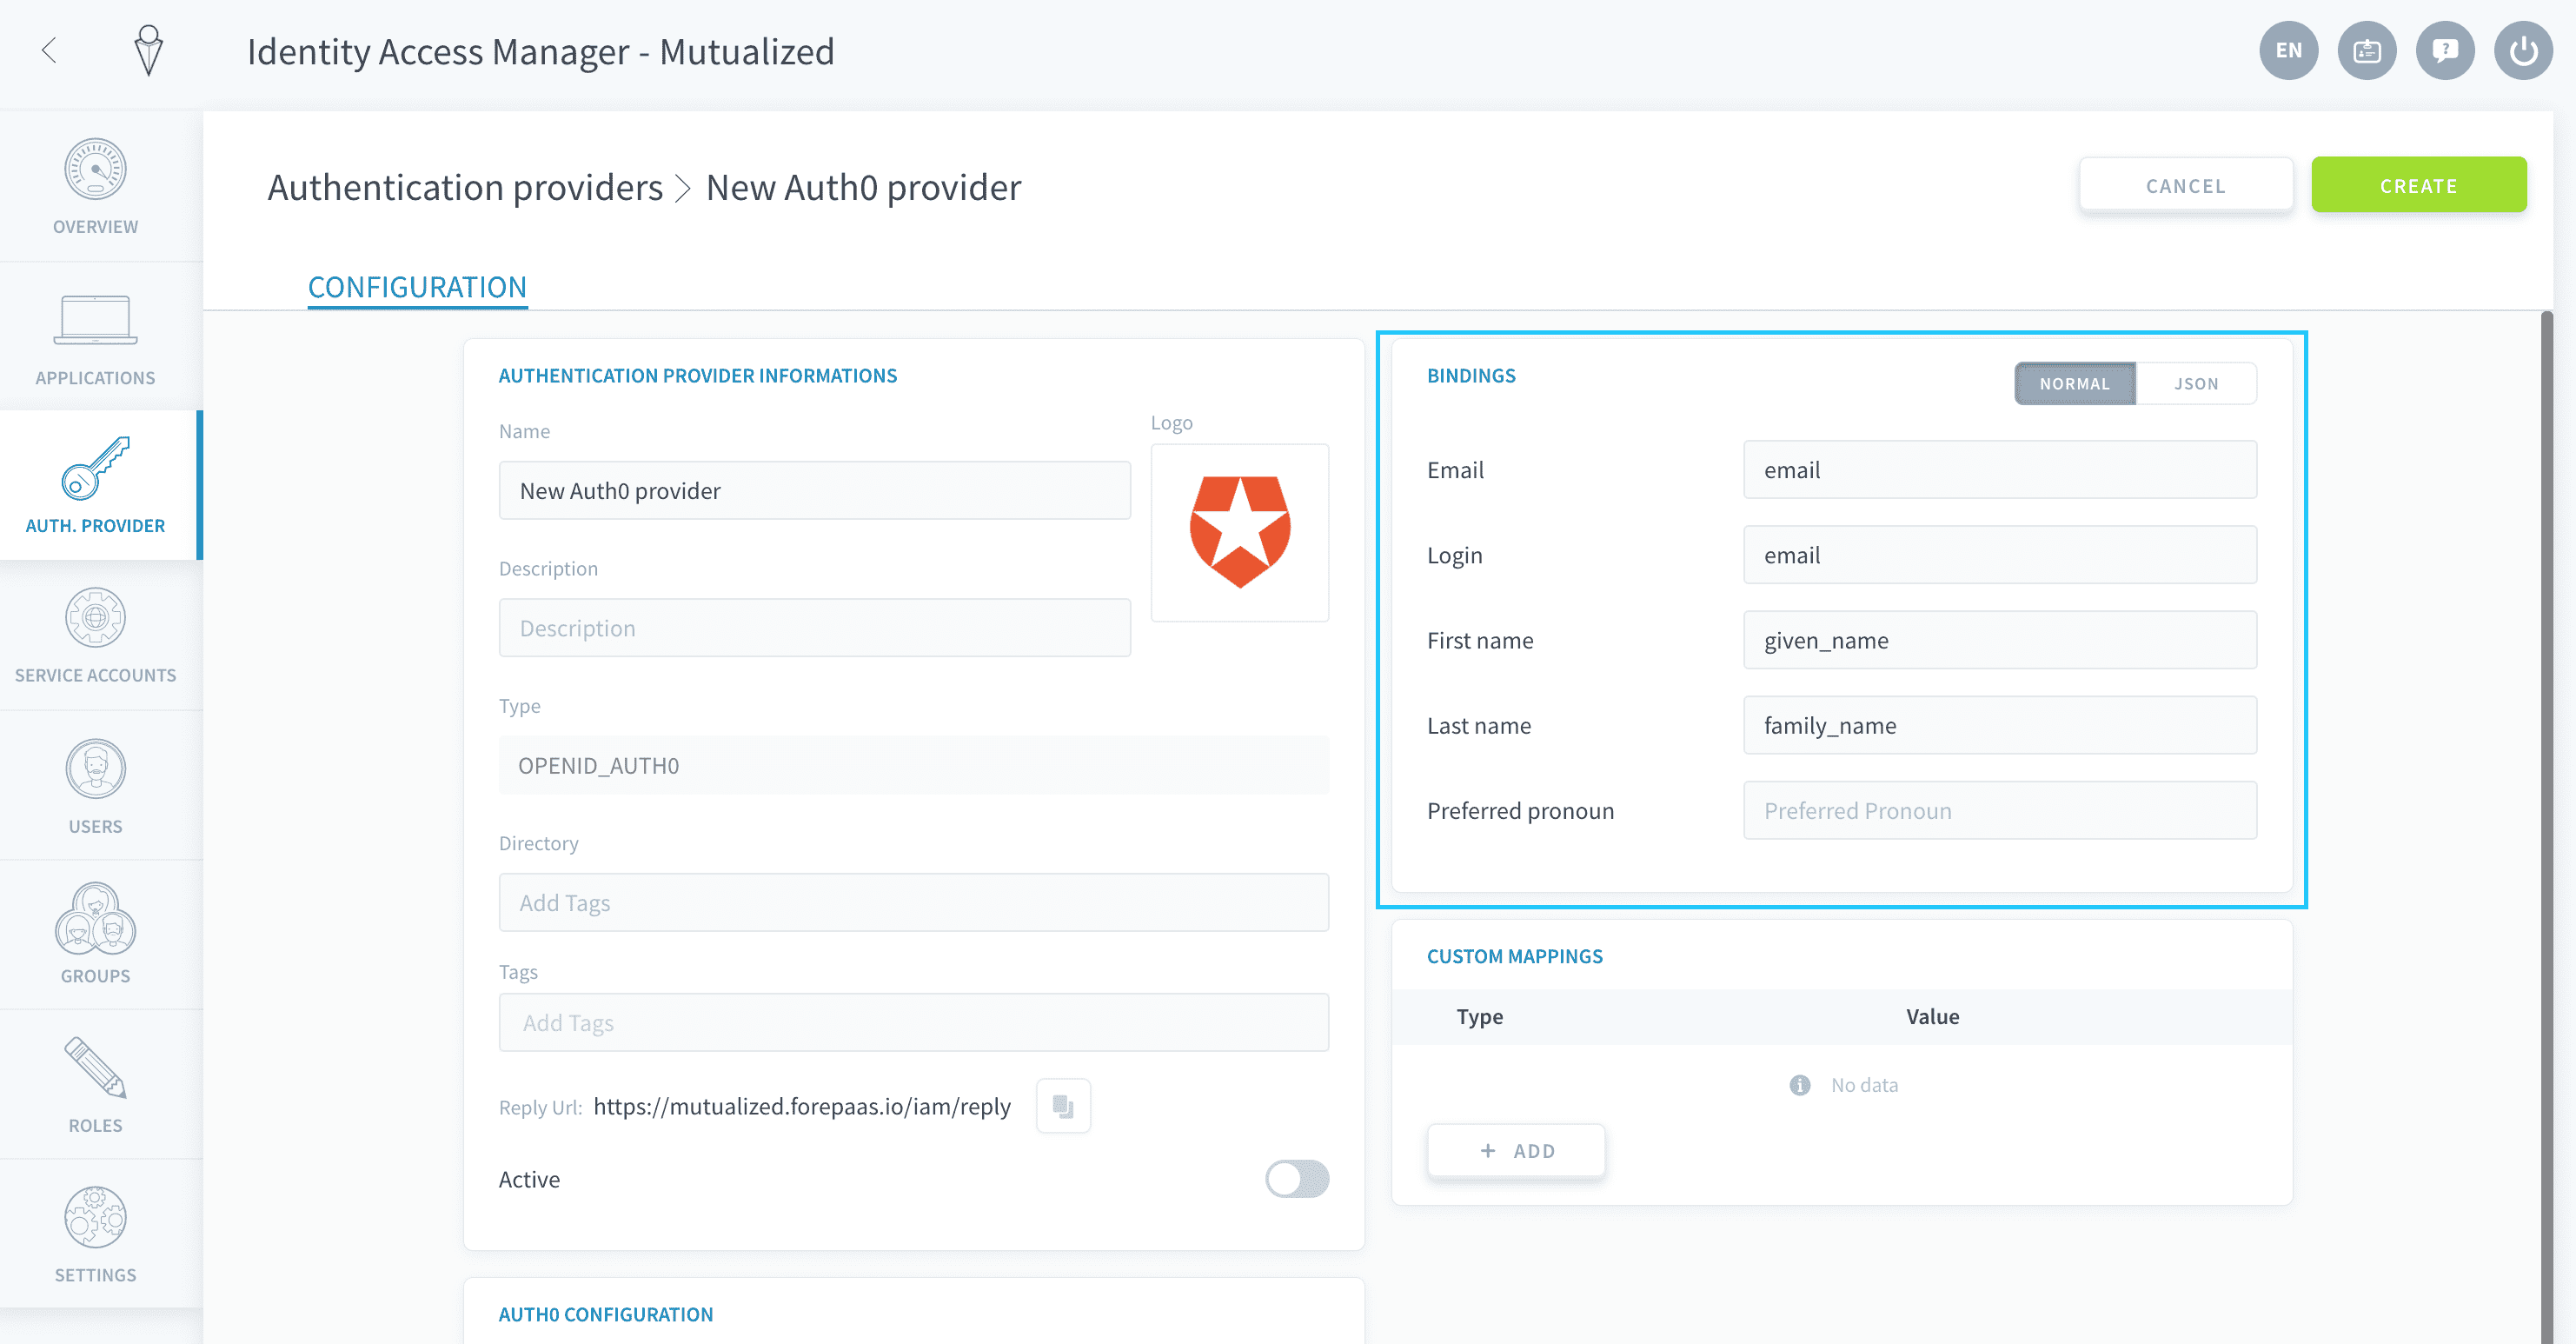 Identity Access Manager - Mutualized
EN
Authentication providers > New Auth0 provider
CANCEL
CREATE
OVERVIEW
APPLICATIONS
AUTH. PROVIDER
SERVICE ACCOUNTS
USERS
GROUPS
ROLES
SETTINGS
CONFIGURATION
AUTHENTICATION PROVIDER INFORMATIONS
Name
New Auth0 provider
Logo
Description
Description
Type
OPENID_AUTH0
Directory
Add Tags
Tags
Add Tags
Reply Url: https://mutualized.forepaas.io/iam/reply
Active
AUTH0 CONFIGURATION
BINDINGS
NORMAL
JSON
Email
email
Login
email
First name
given_name
Last name
family_name
Preferred pronoun
Preferred Pronoun
CUSTOM MAPPINGS
Type
Value
No data
+ ADD